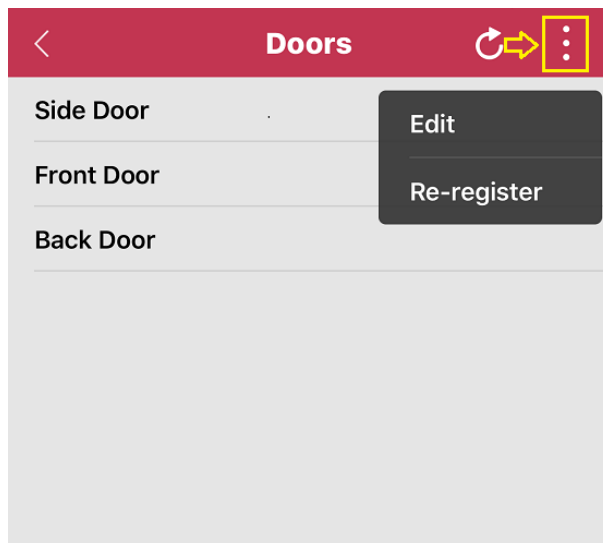 Doors
Side Door
Edit
Front Door
Re-register
Back Door